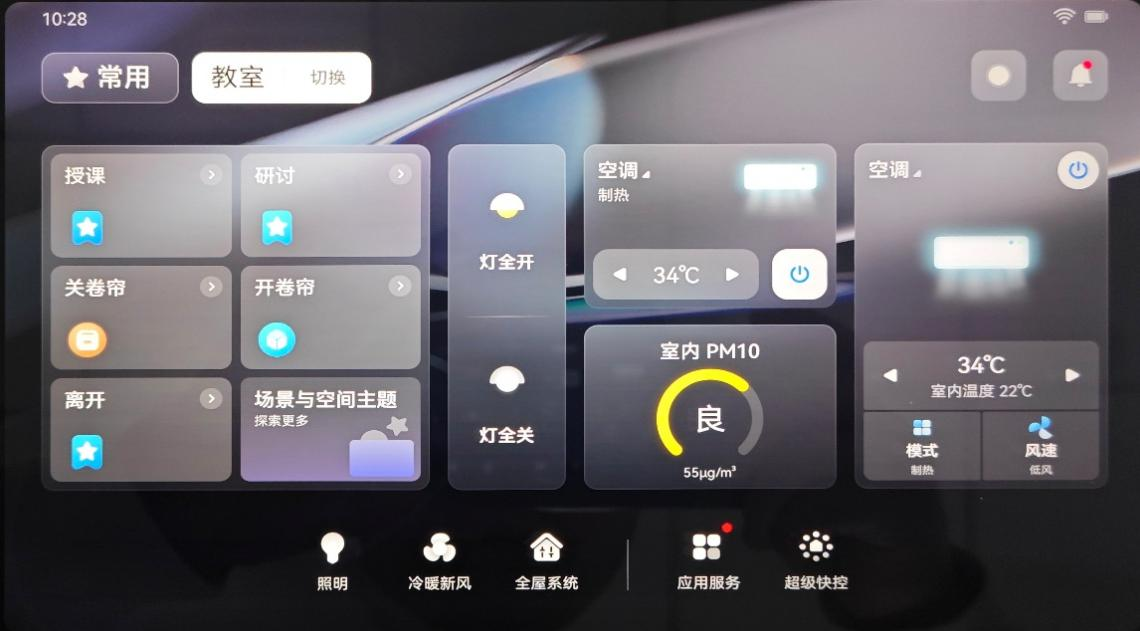 10:28
常用
教室 切换
授课
研讨
关卷帘
开卷帘
离开
场景与空间主题
探索更多
灯全开
灯全关
空调
制热
34℃
室内 PM10
良
55μg/m³
空调
34℃
室内温度 22℃
模式
制热
风速
低风
照明
冷暖新风
全屋系统
应用服务
超级快控